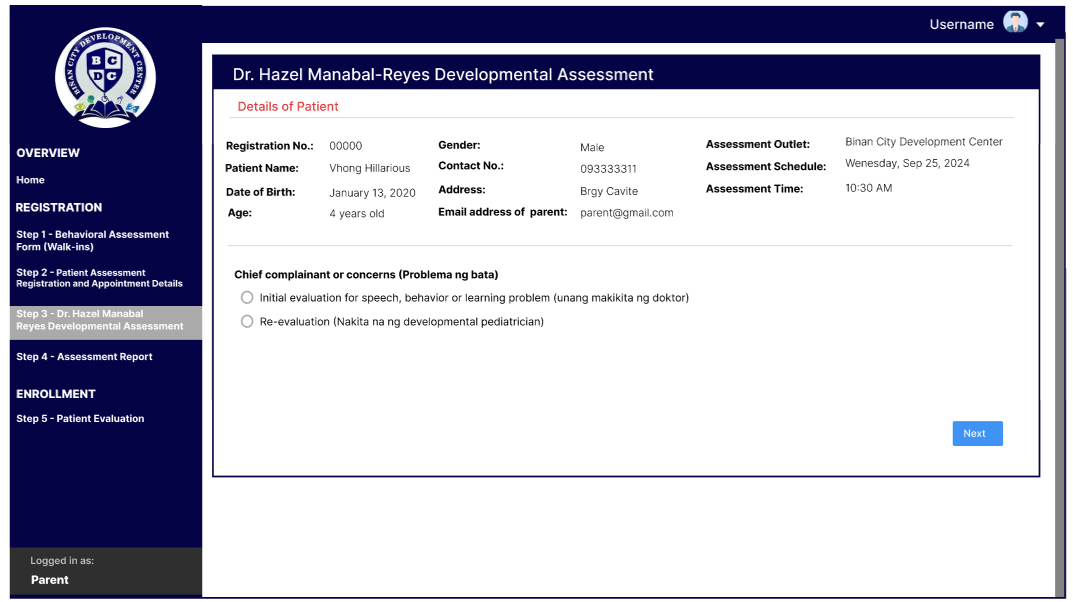 Username
BINAN CITY DEVELOPMENT CENTER
B C
D C
Dr. Hazel Manabal-Reyes Developmental Assessment
Details of Patient
Registration No.: 00000
Patient Name: Vhong Hillarious
Date of Birth: January 13, 2020
Age: 4 years old
Gender: Male
Contact No.: 093333311
Address: Brgy Cavite
Email address of parent: parent@gmail.com
Assessment Outlet: Binan City Development Center
Assessment Schedule: Wenesday, Sep 25, 2024
Assessment Time: 10:30 AM
Chief complainant or concerns (Problema ng bata)
Initial evaluation for speech, behavior or learning problem (unang makikita ng doktor)
Re-evaluation (Nakita na ng developmental pediatrician)
Next
OVERVIEW
Home
REGISTRATION
Step 1 - Behavioral Assessment
Form (Walk-ins)
Step 2 - Patient Assessment
Registration and Appointment Details
Step 3 - Dr. Hazel Manabal
Reyes Developmental Assessment
Step 4 - Assessment Report
ENROLLMENT
Step 5 - Patient Evaluation
Logged in as:
Parent